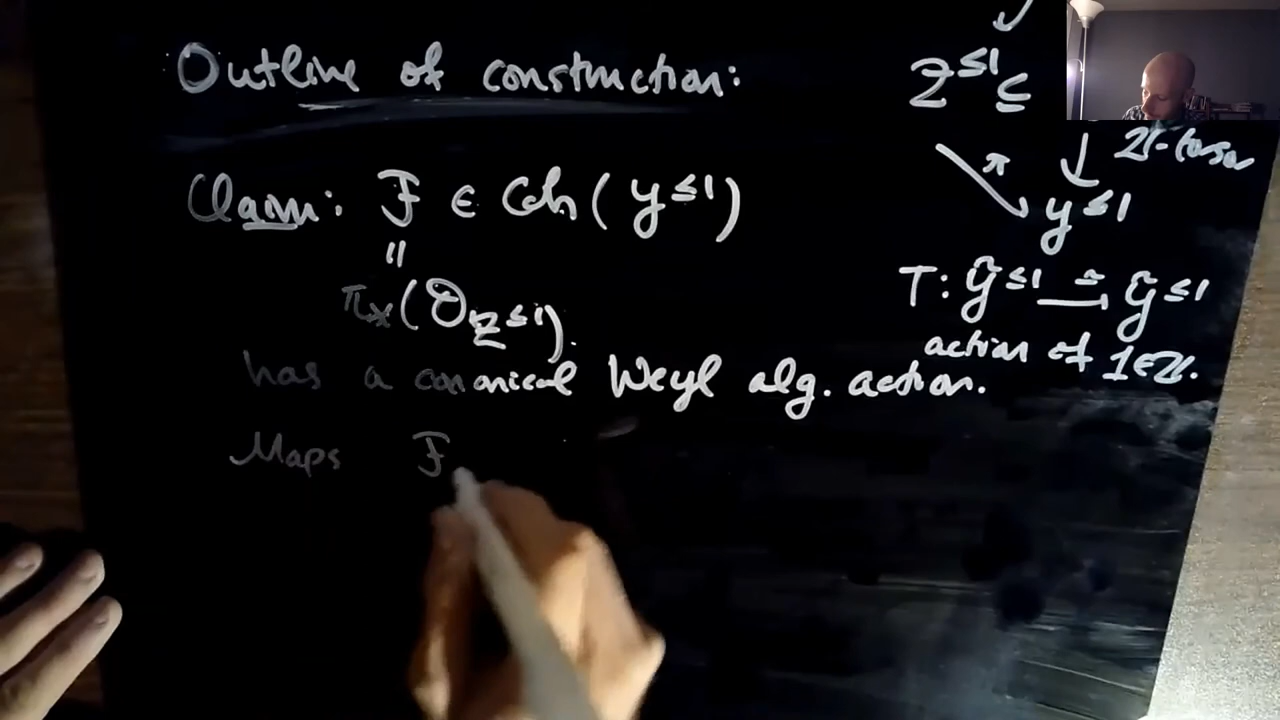 Outline of construction:
Claim: F ∈ Coh(y≤1)
=
π*(O_Z≤1).
has a canonical Weyl alg. action.
Maps F
Z≤1 ⊆
π
Z-torsor
y≤1
T: ỹ≤1 ≃→ ỹ≤1
action of 1∈Z.